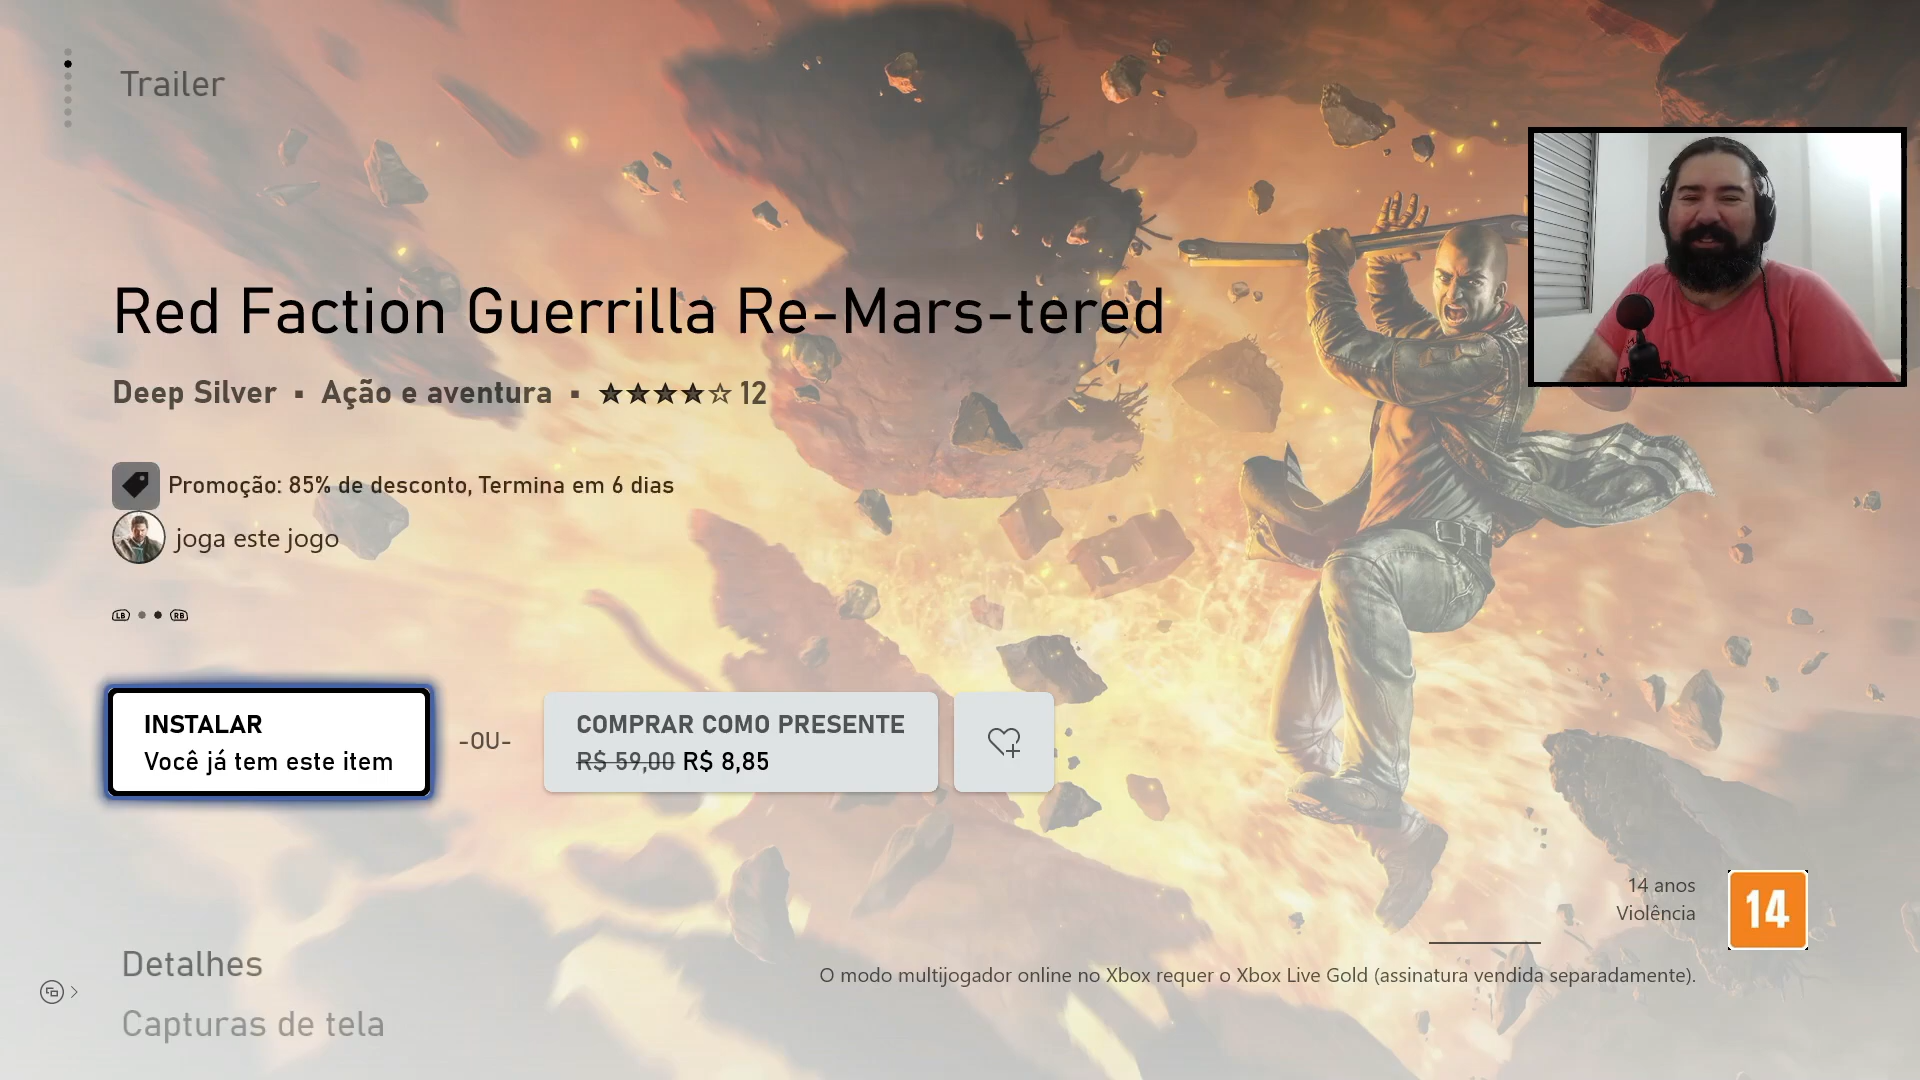 Trailer
Red Faction Guerrilla Re-Mars-tered
Deep Silver ▪ Ação e aventura ▪ ★★★★☆ 12
Promoção: 85% de desconto, Termina em 6 dias
joga este jogo
LB RB
INSTALAR
Você já tem este item
-OU-
COMPRAR COMO PRESENTE
R$ 59,00 R$ 8,85
14 anos
Violência
14
O modo multijogador online no Xbox requer o Xbox Live Gold (assinatura vendida separadamente).
Detalhes
Capturas de tela